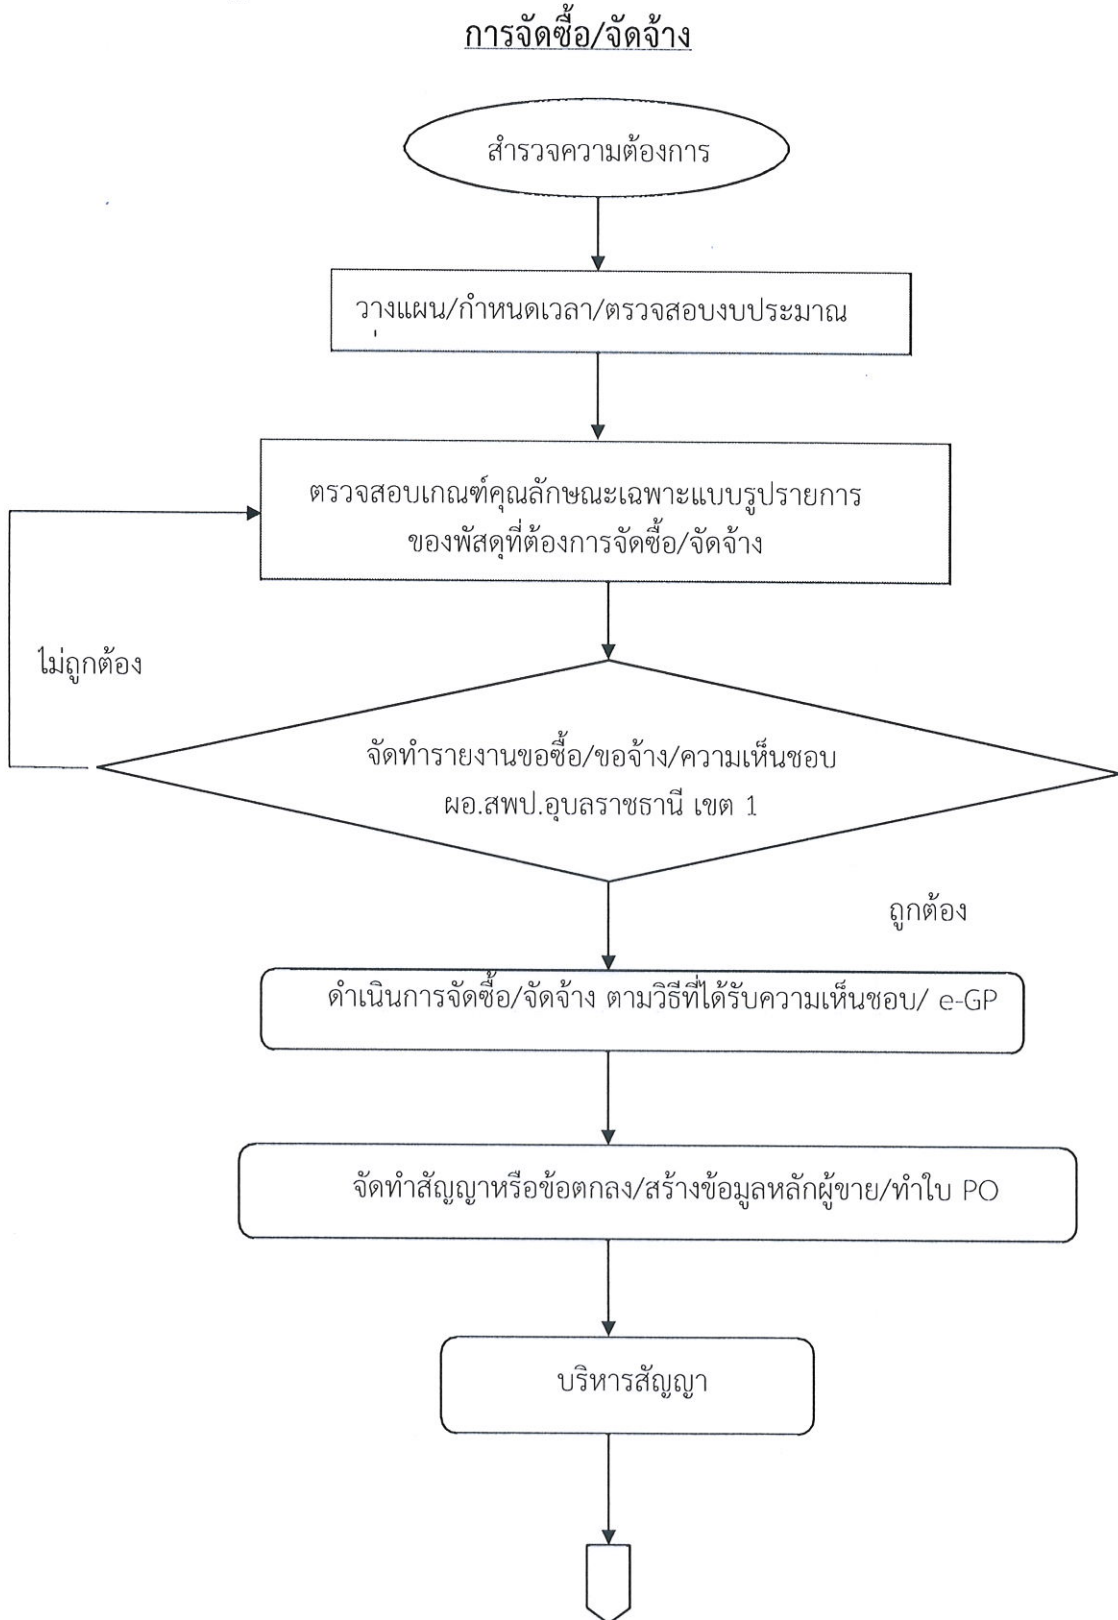 การจัดซื้อ/จัดจ้าง
สำรวจความต้องการ
วางแผน/กำหนดเวลา/ตรวจสอบงบประมาณ
ตรวจสอบเกณฑ์คุณลักษณะเฉพาะแบบรูปรายการ
ของพัสดุที่ต้องการจัดซื้อ/จัดจ้าง
ไม่ถูกต้อง
จัดทำรายงานขอซื้อ/ขอจ้าง/ความเห็นชอบ
ผอ.สพป.อุบลราชธานี เขต 1
ถูกต้อง
ดำเนินการจัดซื้อ/จัดจ้าง ตามวิธีที่ได้รับความเห็นชอบ/ e-GP
จัดทำสัญญาหรือข้อตกลง/สร้างข้อมูลหลักผู้ขาย/ทำใบ PO
บริหารสัญญา